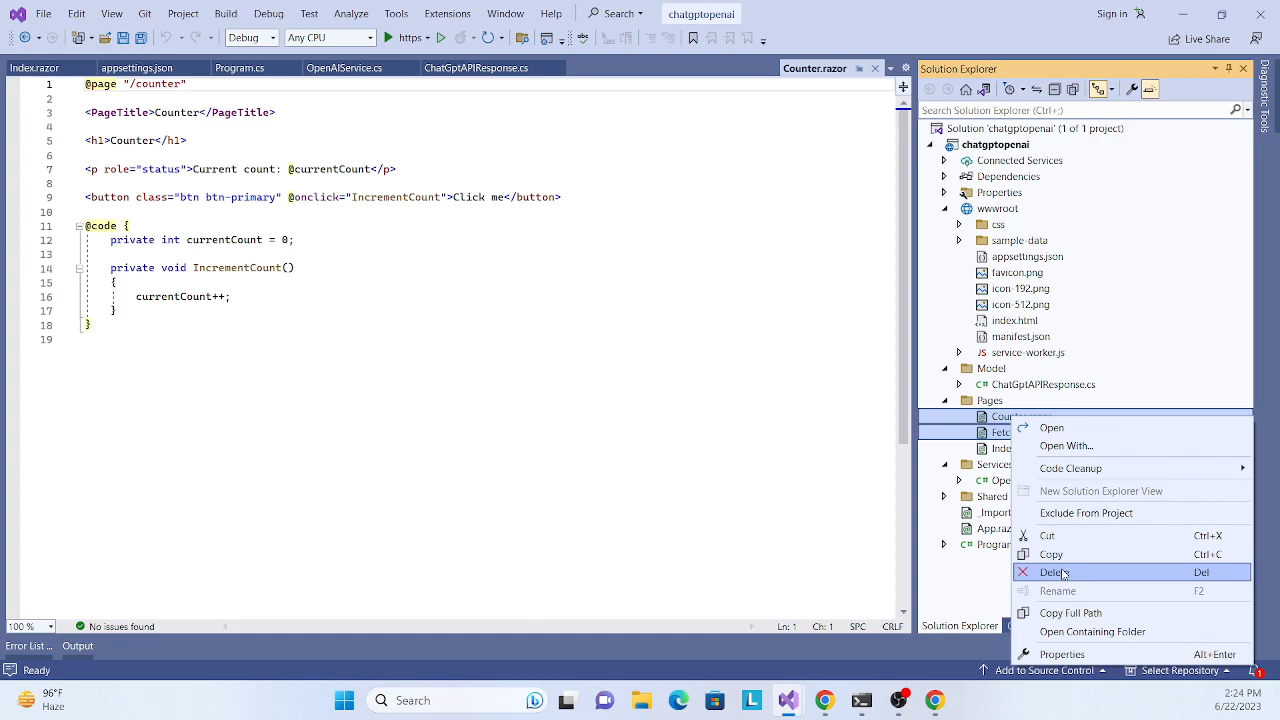 File Edit View Git Project Build Debug Test Analyze Tools Extensions Window Help Search chatgptopenai Sign in
Debug Any CPU https Live Share
Index.razor appsettings.json Program.cs OpenAIService.cs ChatGptAPIResponse.cs Counter.razor
1 @page "/counter"
2
3 <PageTitle>Counter</PageTitle>
4
5 <h1>Counter</h1>
6
7 <p role="status">Current count: @currentCount</p>
8
9 <button class="btn btn-primary" @onclick="IncrementCount">Click me</button>
10
11 @code {
12 private int currentCount = 0;
13
14 private void IncrementCount()
15 {
16 currentCount++;
17 }
18 }
19
100 % No issues found Ln: 1 Ch: 1 SPC CRLF
Error List ... Output
Solution Explorer
Search Solution Explorer (Ctrl+;)
Solution 'chatgptopenai' (1 of 1 project)
chatgptopenai
Connected Services
Dependencies
Properties
wwwroot
css
sample-data
appsettings.json
favicon.png
icon-192.png
icon-512.png
index.html
manifest.json
JS service-worker.js
Model
C# ChatGptAPIResponse.cs
Pages
Services
Shared
Solution Explorer
Diagnostic Tools
Open
Open With...
Code Cleanup
New Solution Explorer View
Exclude From Project
Cut Ctrl+X
Copy Ctrl+C
Delete Del
Rename F2
Copy Full Path
Open Containing Folder
Properties Alt+Enter
Ready Add to Source Control Select Repository 1
96°F
Haze
Search
L
2:24 PM
6/22/2023